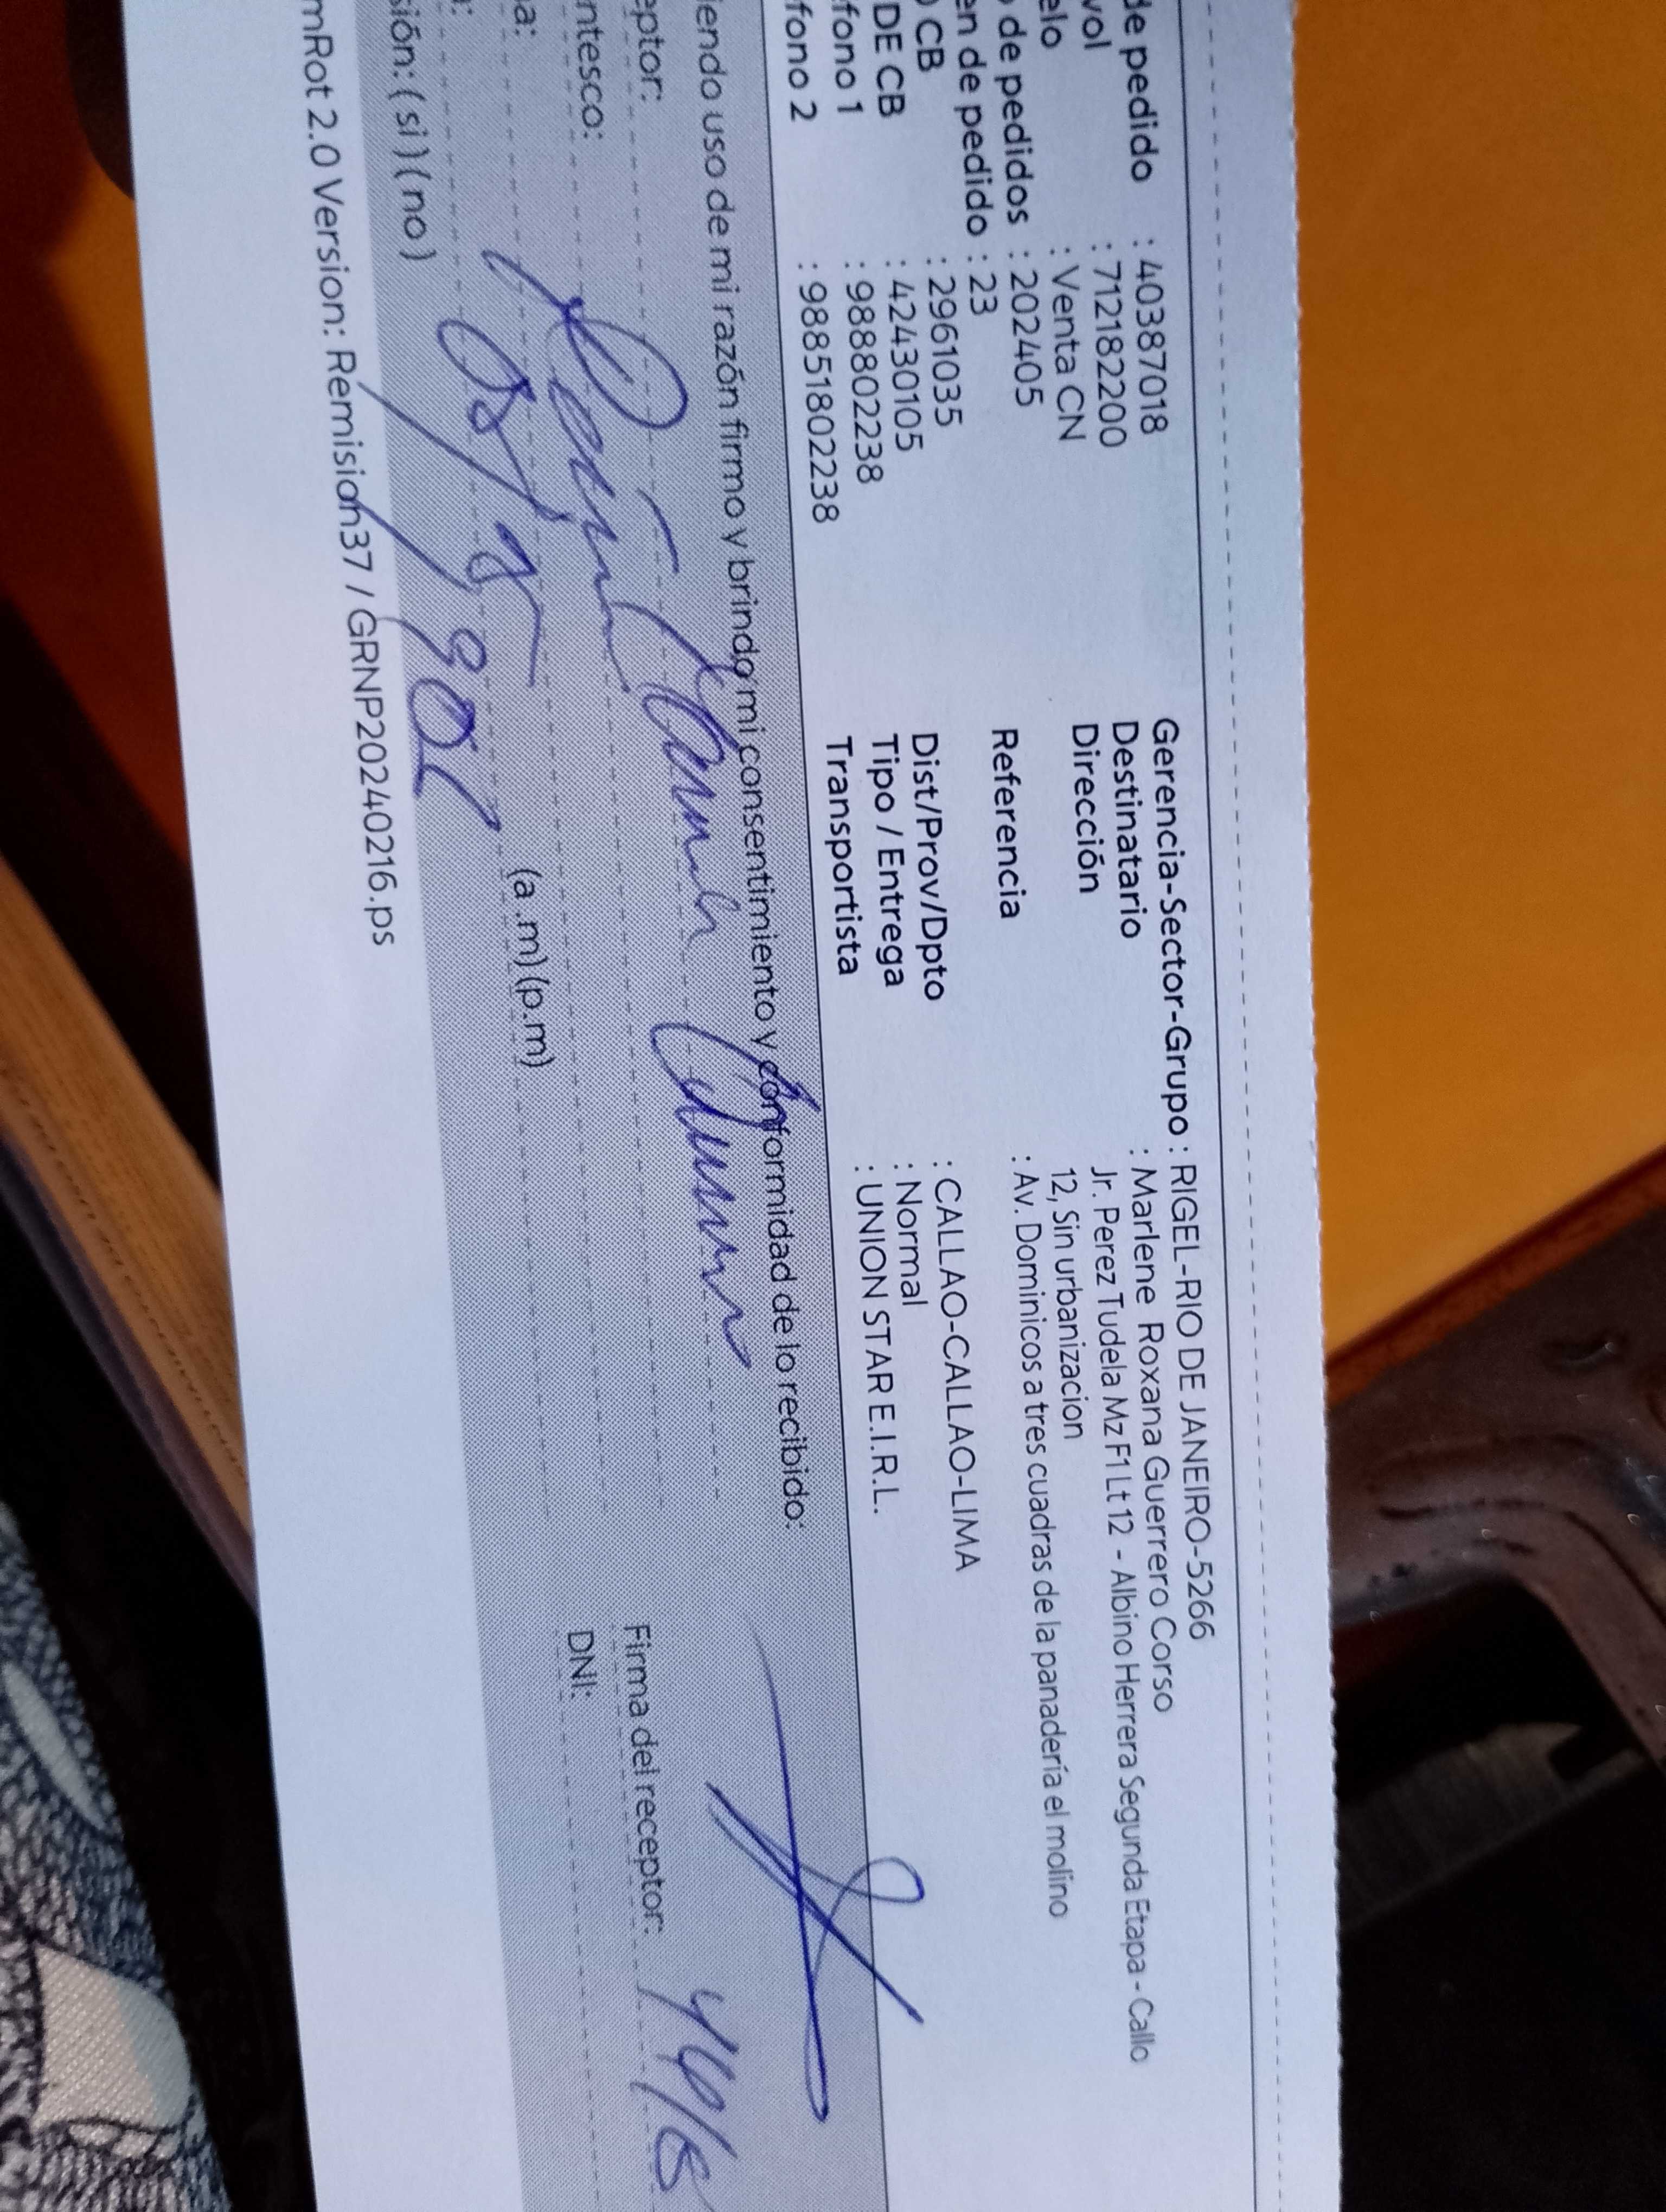 de pedido : 40387018 Gerencia-Sector-Grupo : RIGEL-RIO DE JANEIRO-5266
vol : 712182200 Destinatario : Marlene Roxana Guerrero Corso
elo : Venta CN Dirección Jr. Perez Tudela Mz F1 Lt 12 - Albino Herrera Segunda Etapa - Callo
12, Sin urbanizacion
de pedidos : 202405 Referencia : Av. Dominicos a tres cuadras de la panadería el molino
en de pedido : 23
CB : 2961035 Dist/Prov/Dpto : CALLAO-CALLAO-LIMA
DE CB : 42430105 Tipo / Entrega : Normal
fono 1 : 988802238 Transportista : UNION STAR E.I.R.L.
fono 2 : 98851802238
iendo uso de mi razón firmo y brindo mi consentimiento y conformidad de lo recibido:
eptor: Firma del receptor:
ntesco: DNI:
a: (a .m) (p.m)
a:
sión: ( si ) ( no )
mRot 2.0 Version: Remision37 / GRNP20240216.ps